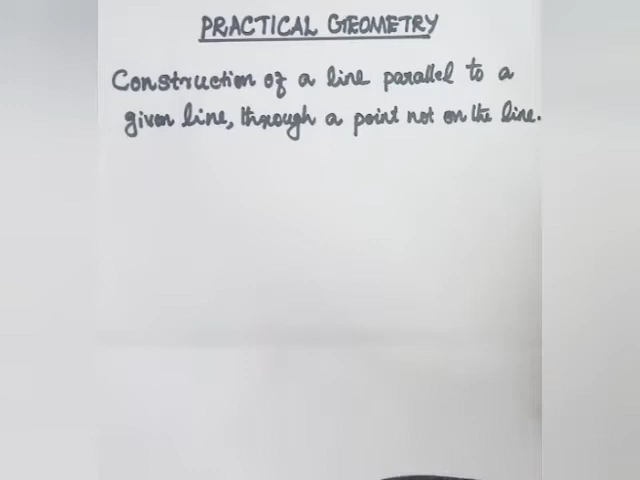 PRACTICAL GEOMETRY
Construction of a line parallel to a
given line, through a point not on the line.